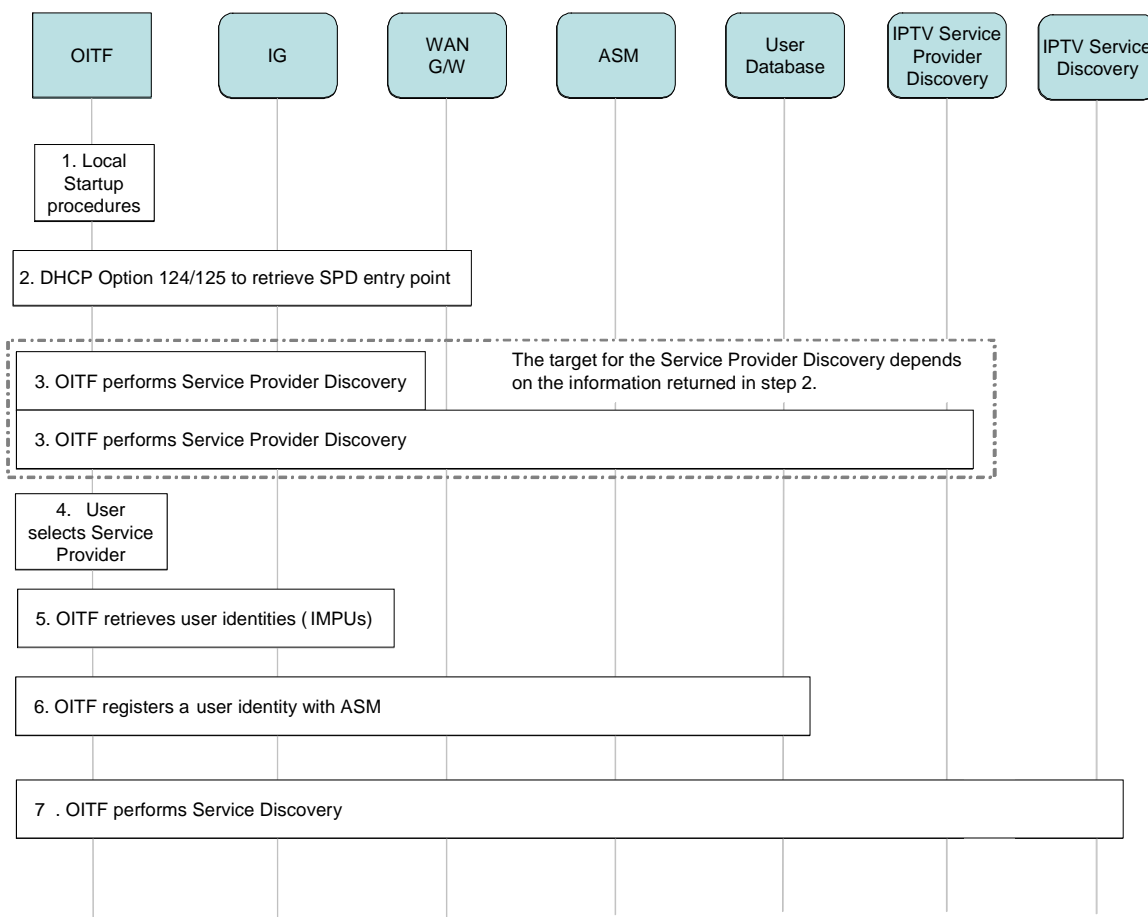 OITF
IG
WAN
G/W
ASM
User
Database
IPTV Service
Provider
Discovery
IPTV Service
Discovery
1. Local
Startup
procedures
2. DHCP Option 124/125 to retrieve SPD entry point
The target for the Service Provider Discovery depends
on the information returned in step 2.
3. OITF performs Service Provider Discovery
3. OITF performs Service Provider Discovery
4. User
selects Service
Provider
5. OITF retrieves user identities (IMPUs)
6. OITF registers a user identity with ASM
7 . OITF performs Service Discovery